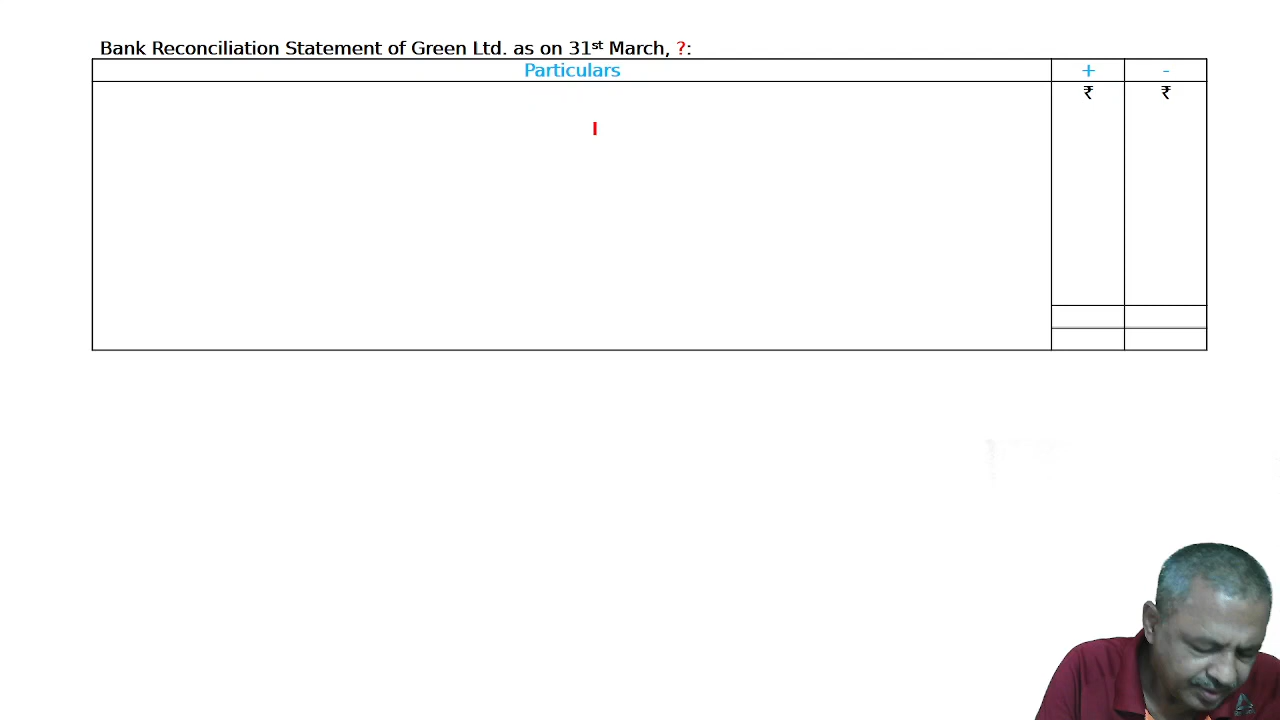 Bank Reconciliation Statement of Green Ltd. as on 31st March, ?:
Particulars + -
₹ ₹
I